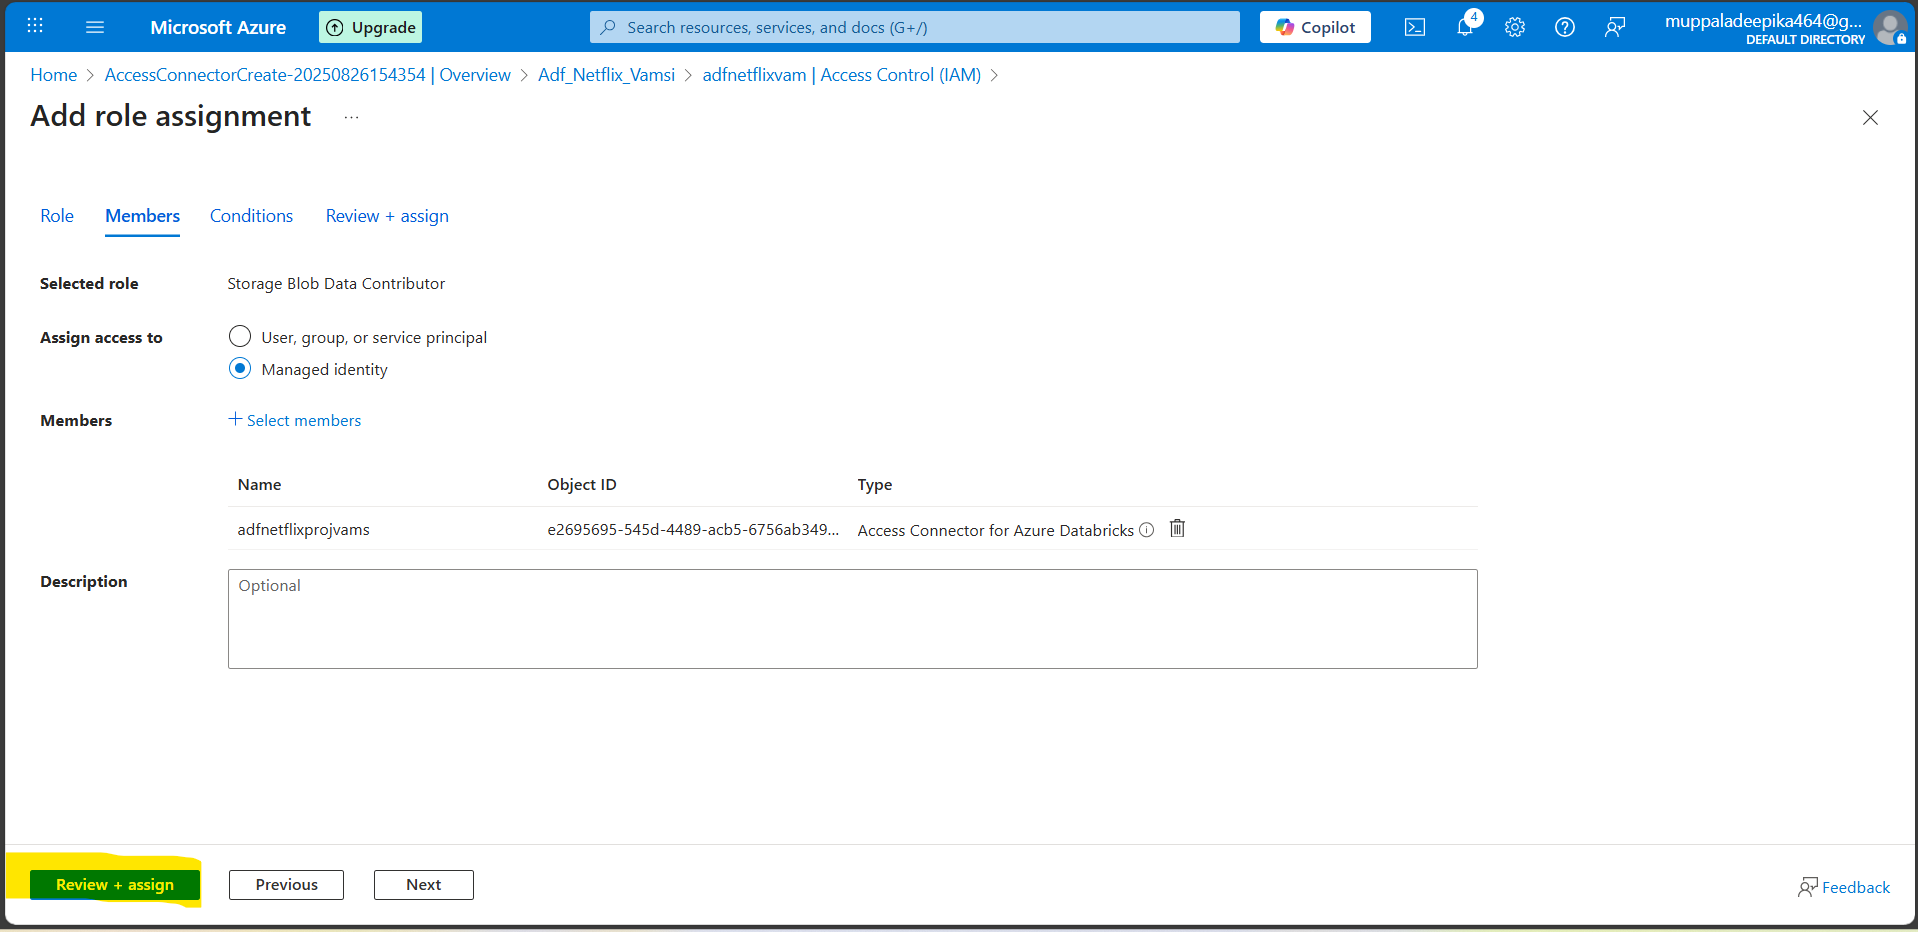 Microsoft Azure
Upgrade
Search resources, services, and docs (G+/)
Copilot
4
muppaladeepika464@g...
DEFAULT DIRECTORY
Home > AccessConnectorCreate-20250826154354 | Overview > Adf_Netflix_Vamsi > adfnetflixvam | Access Control (IAM) >
Add role assignment ...
Role Members Conditions Review + assign
Selected role Storage Blob Data Contributor
Assign access to User, group, or service principal
Managed identity
Members + Select members
Name Object ID Type
adfnetflixprojvams e2695695-545d-4489-acb5-6756ab349... Access Connector for Azure Databricks
Description Optional
Review + assign Previous Next
Feedback